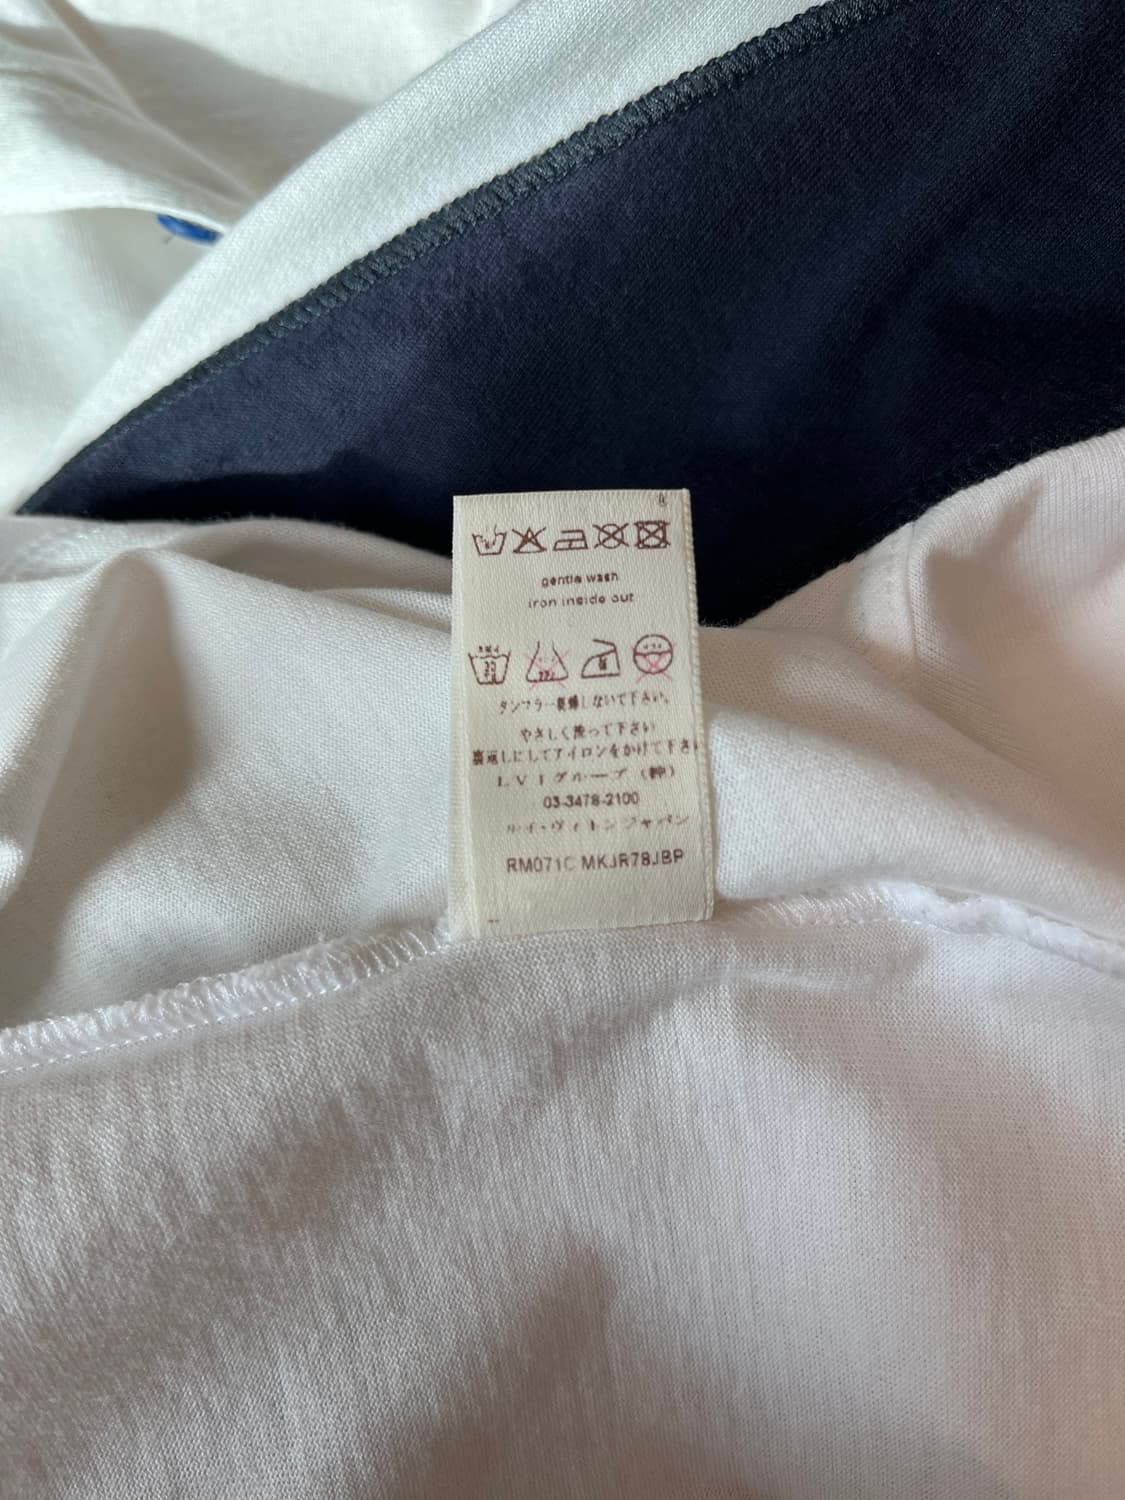 gentle wash
iron inside out
タンブラー乾燥しないで下さい。
やさしく洗って下さい
裏返しにしてアイロンをかけて下さい
LVJグループ（株）
03-3478-2100
ルイ・ヴィトンジャパン
RM071C MKJR78JBP